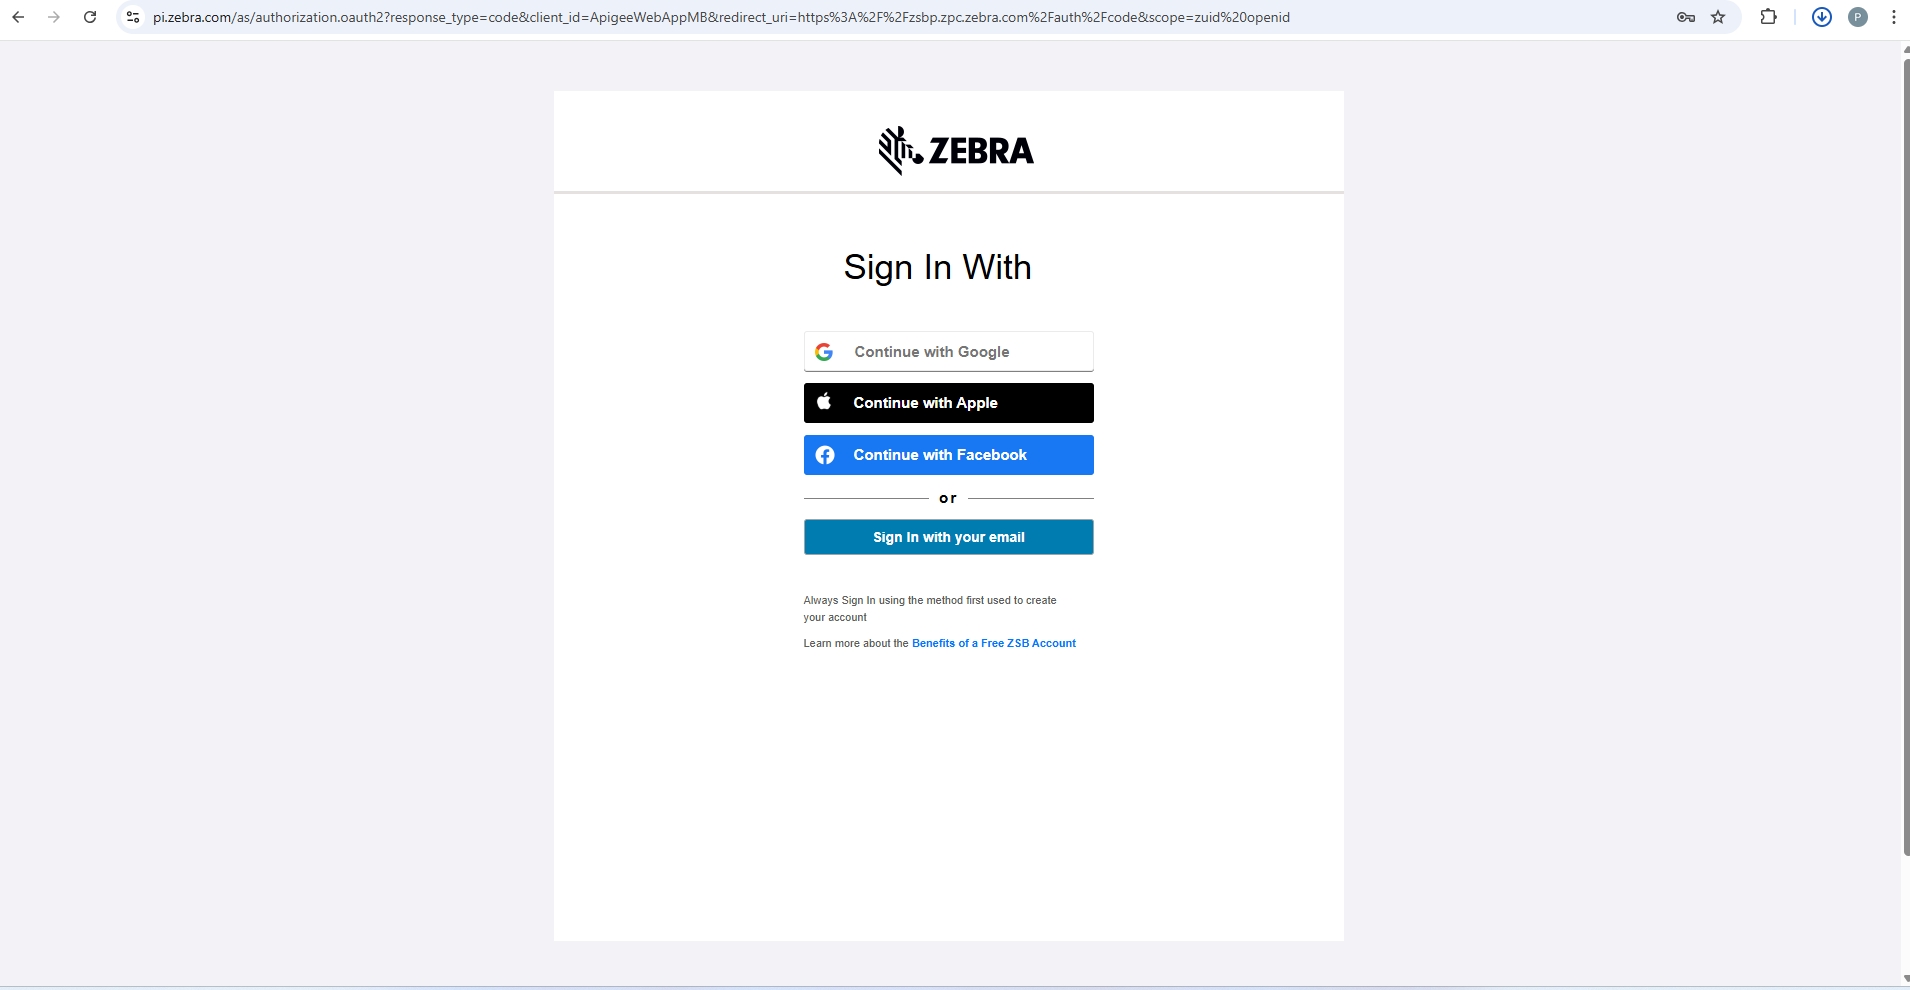 pi.zebra.com/as/authorization.oauth2?response_type=code&client_id=ApigeeWebAppMB&redirect_uri=https%3A%2F%2Fzsbp.zpc.zebra.com%2Fauth%2Fcode&scope=zuid%20openid
P
ZEBRA
Sign In With
Continue with Google
Continue with Apple
Continue with Facebook
or
Sign In with your email
Always Sign In using the method first used to create
your account
Learn more about the Benefits of a Free ZSB Account